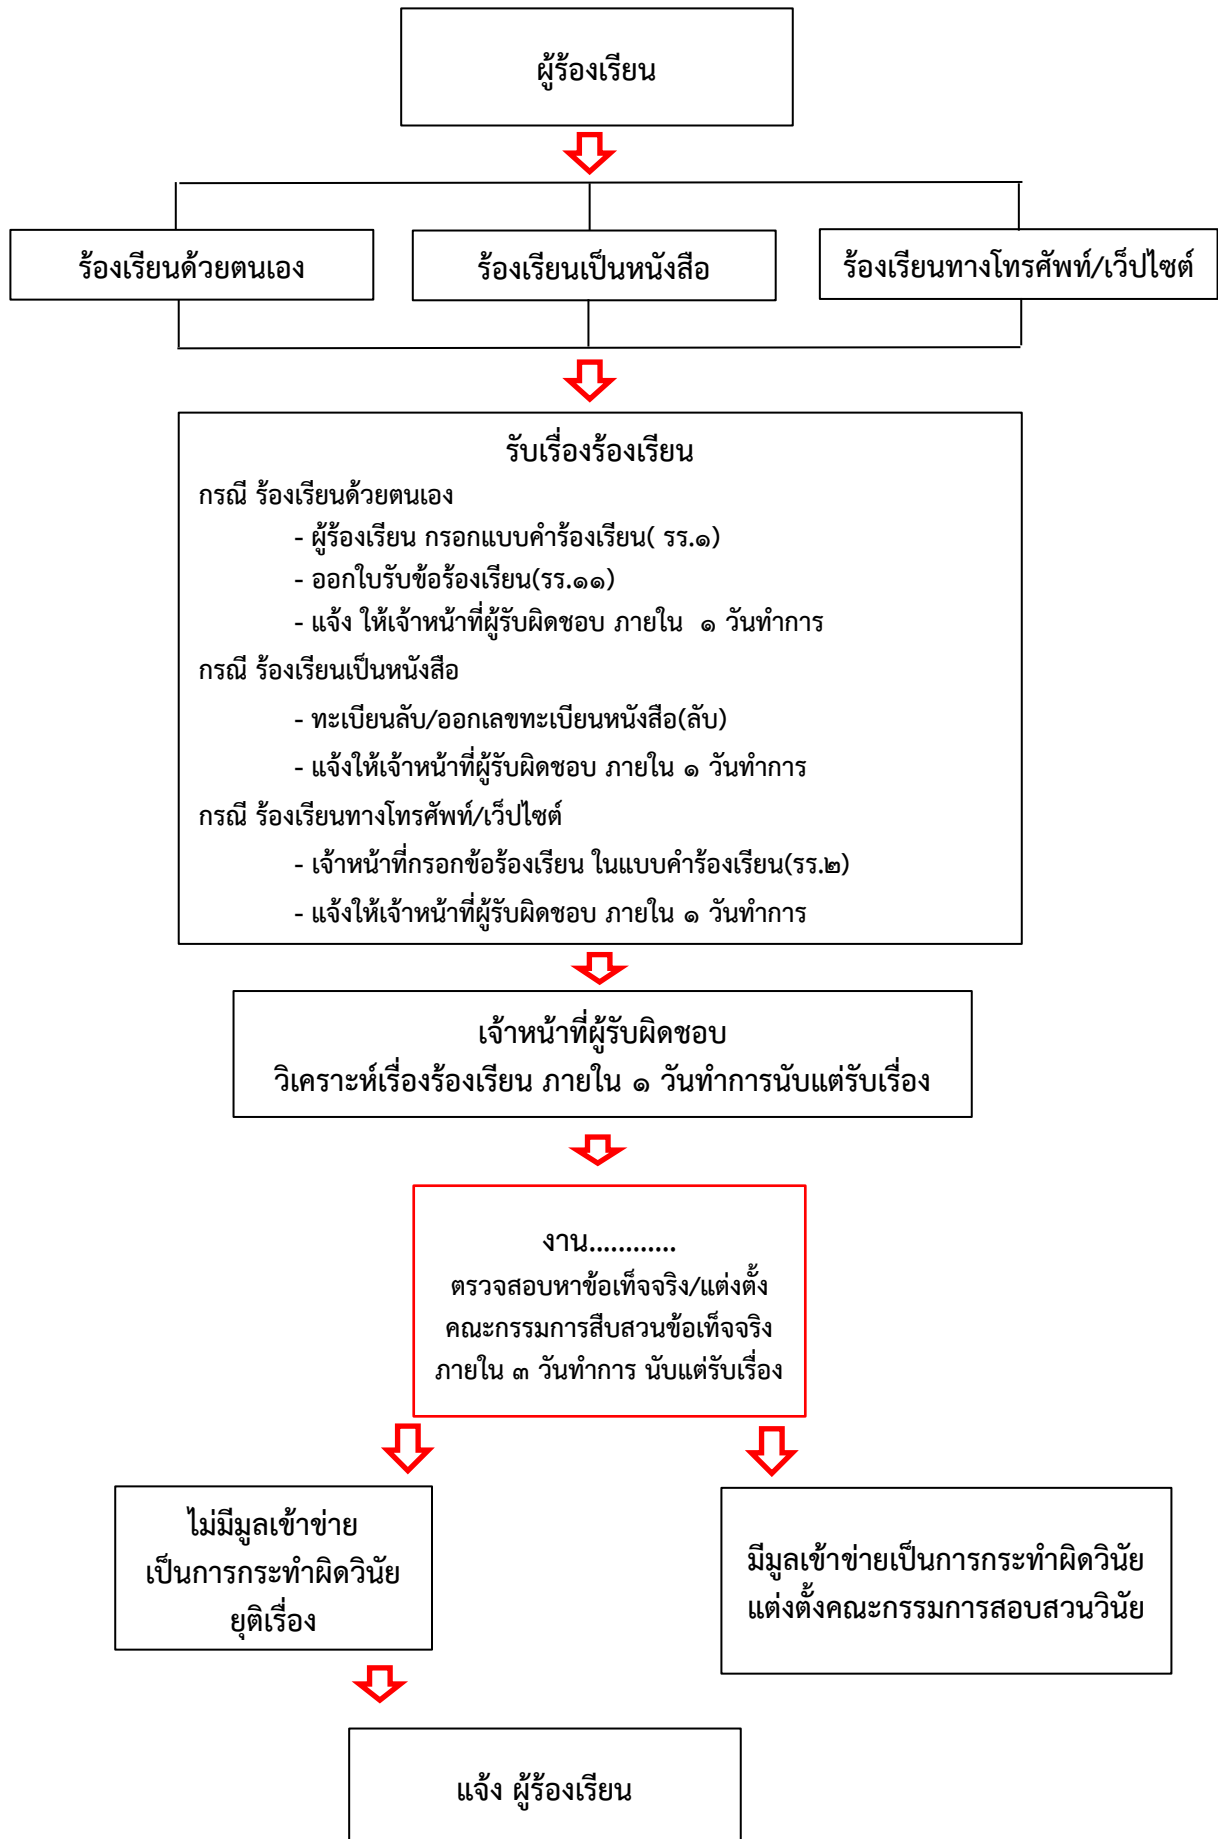 ผู้ร้องเรียน
ร้องเรียนด้วยตนเอง
ร้องเรียนเป็นหนังสือ
ร้องเรียนทางโทรศัพท์/เว็ปไซต์
รับเรื่องร้องเรียน
กรณี ร้องเรียนด้วยตนเอง
- ผู้ร้องเรียน กรอกแบบคำร้องเรียน( รร.๑)
- ออกใบรับข้อร้องเรียน(รร.๑๑)
- แจ้ง ให้เจ้าหน้าที่ผู้รับผิดชอบ ภายใน ๑ วันทำการ
กรณี ร้องเรียนเป็นหนังสือ
- ทะเบียนลับ/ออกเลขทะเบียนหนังสือ(ลับ)
- แจ้งให้เจ้าหน้าที่ผู้รับผิดชอบ ภายใน ๑ วันทำการ
กรณี ร้องเรียนทางโทรศัพท์/เว็ปไซต์
- เจ้าหน้าที่กรอกข้อร้องเรียน ในแบบคำร้องเรียน(รร.๒)
- แจ้งให้เจ้าหน้าที่ผู้รับผิดชอบ ภายใน ๑ วันทำการ
เจ้าหน้าที่ผู้รับผิดชอบ
วิเคราะห์เรื่องร้องเรียน ภายใน ๑ วันทำการนับแต่รับเรื่อง
งาน............
ตรวจสอบหาข้อเท็จจริง/แต่งตั้ง
คณะกรรมการสืบสวนข้อเท็จจริง
ภายใน ๓ วันทำการ นับแต่รับเรื่อง
ไม่มีมูลเข้าข่าย
เป็นการกระทำผิดวินัย
ยุติเรื่อง
มีมูลเข้าข่ายเป็นการกระทำผิดวินัย
แต่งตั้งคณะกรรมการสอบสวนวินัย
แจ้ง ผู้ร้องเรียน